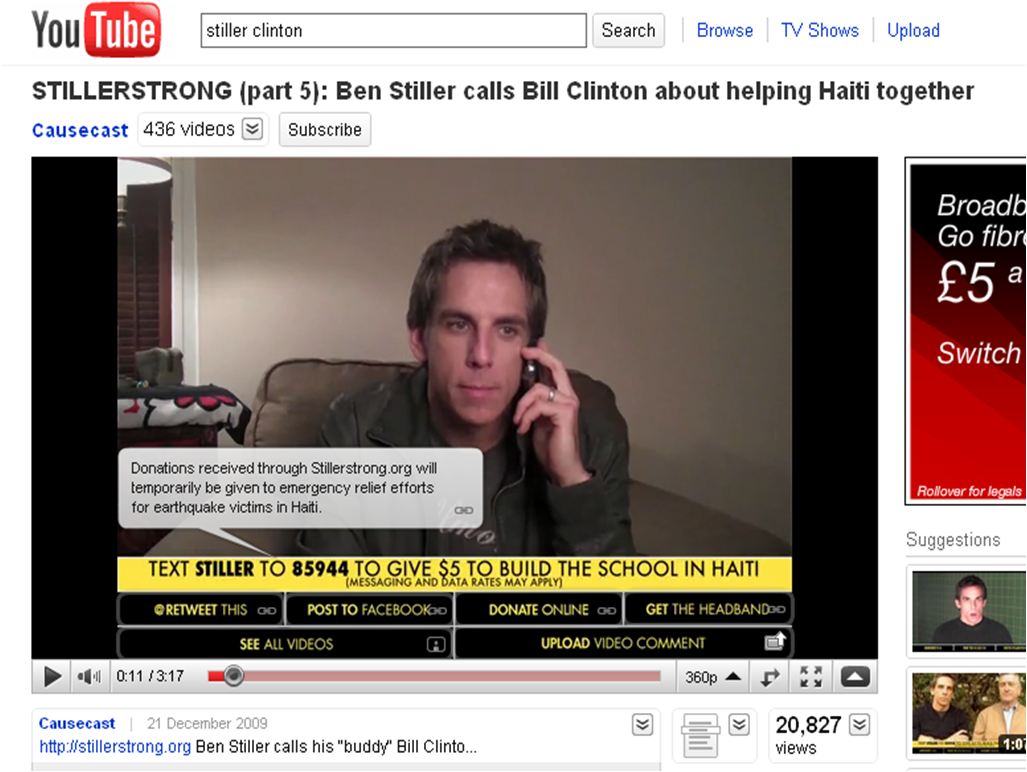 YouTube stiller clinton Search Browse TV Shows Upload
STILLERSTRONG (part 5): Ben Stiller calls Bill Clinton about helping Haiti together
Causecast 436 videos Subscribe
Donations received through Stillerstrong.org will
temporarily be given to emergency relief efforts
for earthquake victims in Haiti.
TEXT STILLER TO 85944 TO GIVE $5 TO BUILD THE SCHOOL IN HAITI
(MESSAGING AND DATA RATES MAY APPLY)
@RETWEET THIS POST TO FACEBOOK DONATE ONLINE GET THE HEADBAND
SEE ALL VIDEOS UPLOAD VIDEO COMMENT
0:11 / 3:17 360p
Causecast | 21 December 2009
http://stillerstrong.org Ben Stiller calls his "buddy" Bill Clinto...
20,827
views
Broadb
Go fibre
£5 a
Switch
Rollover for legals
Suggestions